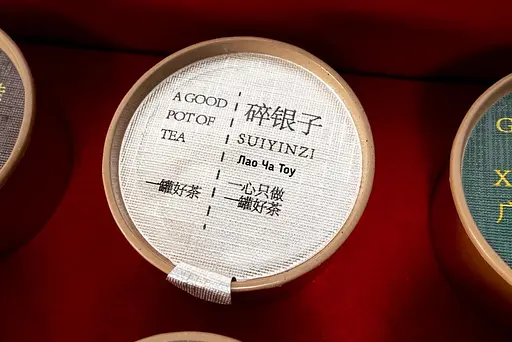 A GOOD
POT OF
TEA
一罐好茶
碎银子
SUIYINZI
Лао Ча Тоу
一心只做
一罐好茶
G
X
广